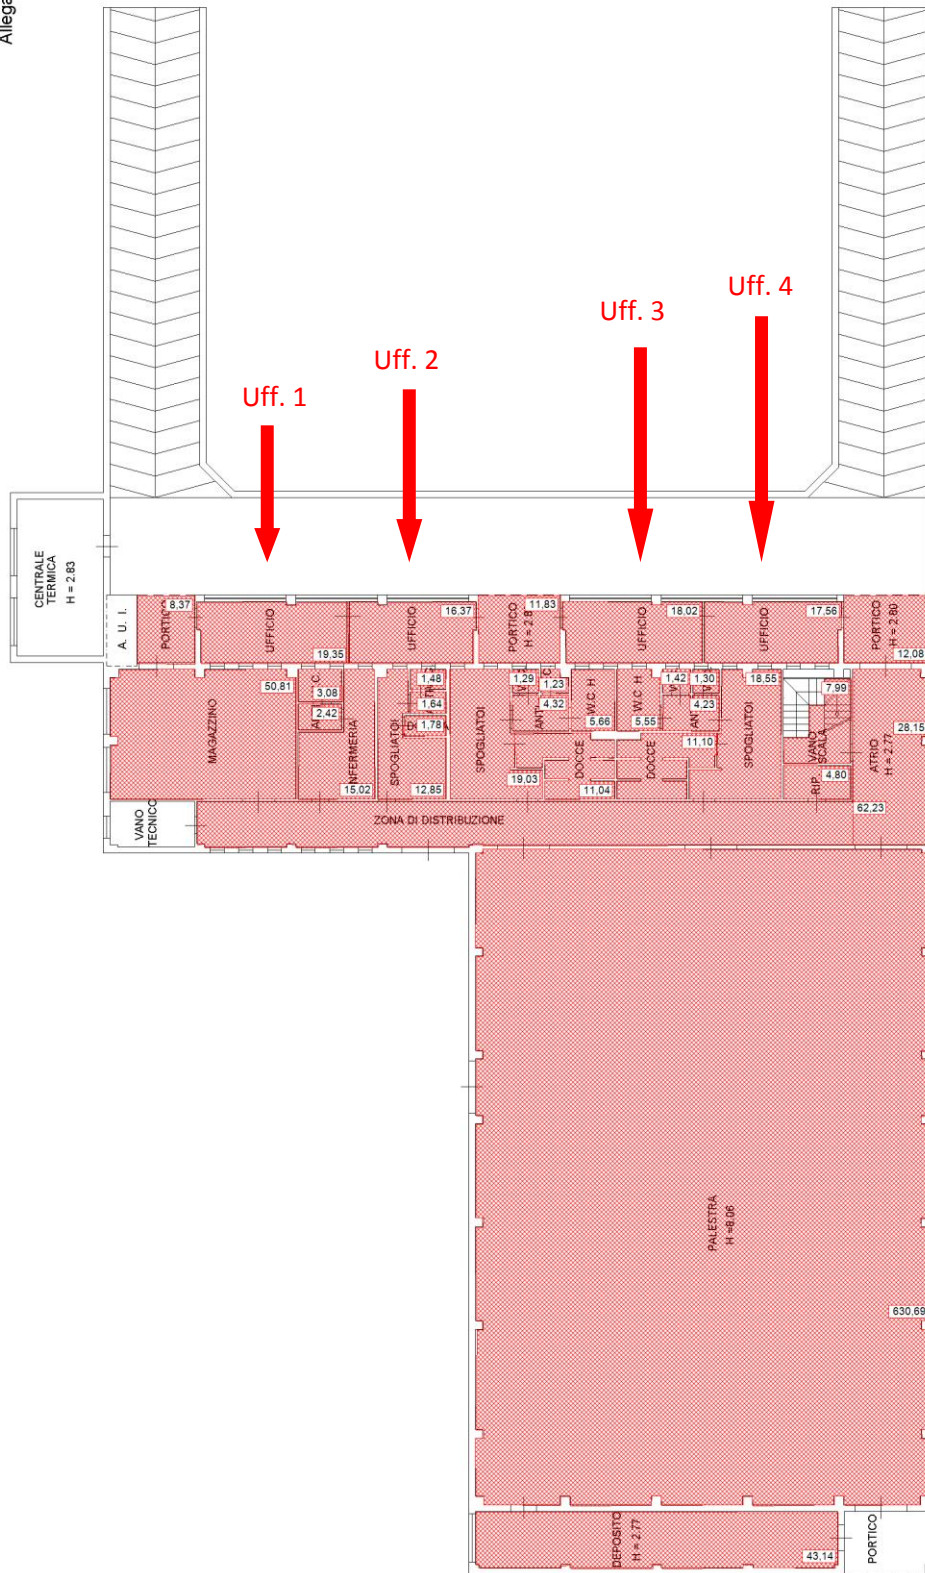 Allega
Uff. 4
Uff. 3
Uff. 2
Uff. 1
CENTRALE
TERMICA
H = 2.83
A. U. I.
PORTICO
8,37
UFFICIO
19,35
UFFICIO
16,37
PORTICO
H = 2.8
11,83
UFFICIO
18,02
UFFICIO
17,56
PORTICO
H = 2.80
12,08
MAGAZZINO
50,81
C
3,08
2,42
NFERMERIA
15,02
SPOGLIATOI
1,48
1,64
1,78
12,85
SPOGLIATOI
19,03
1,29
C
1,23
ANT
4,32
W.C H
5,66
DOCCE
11,04
W.C H
5,55
DOCCE
11,10
1,42
1,30
ANT
4,23
SPOGLIATOI
18,55
7,99
VANO
SCALA
RIP
4,80
ATRIO
H = 2.77
28,15
VANO
TECNICO
ZONA DI DISTRIBUZIONE
62,23
PALESTRA
H =8.06
630,69
DEPOSITO
H = 2.77
43,14
PORTICO